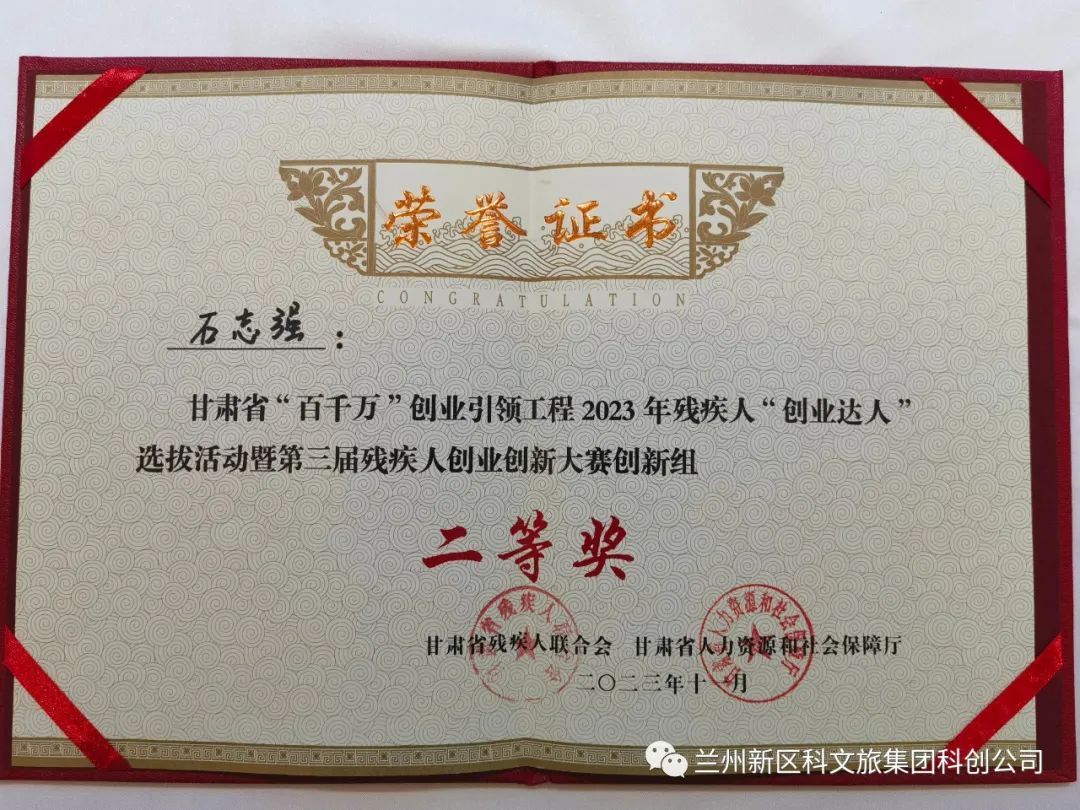 荣誉证书
CONGRATULATION
石志强：
甘肃省“百千万”创业引领工程2023年残疾人“创业达人”
选拔活动暨第三届残疾人创业创新大赛创新组
二等奖
甘肃省残疾人联合会 甘肃省人力资源和社会保障厅
二〇二三年十一月
兰州新区科文旅集团科创公司